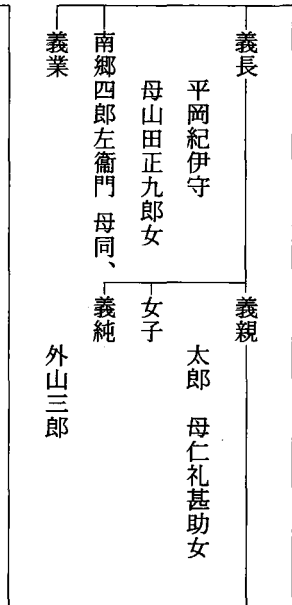 義長
平岡紀伊守
母山田正九郎女
南郷四郎左衞門 母同、
義業
義親
太郎 母仁礼甚助女
女子
義純
外山三郎